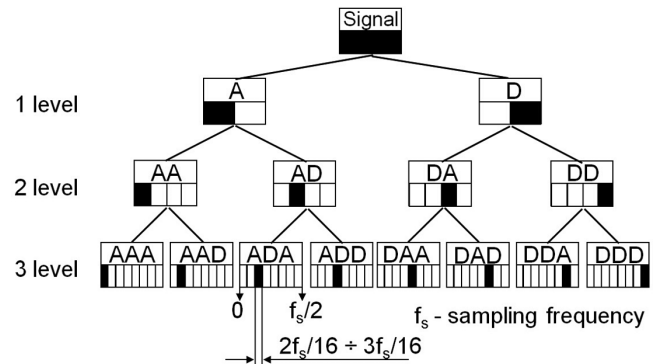 Signal
1 level
A
D
2 level
AA
AD
DA
DD
3 level
AAA
AAD
ADA
ADD
DAA
DAD
DDA
DDD
0
fs/2
fs - sampling frequency
2fs/16 ÷ 3fs/16